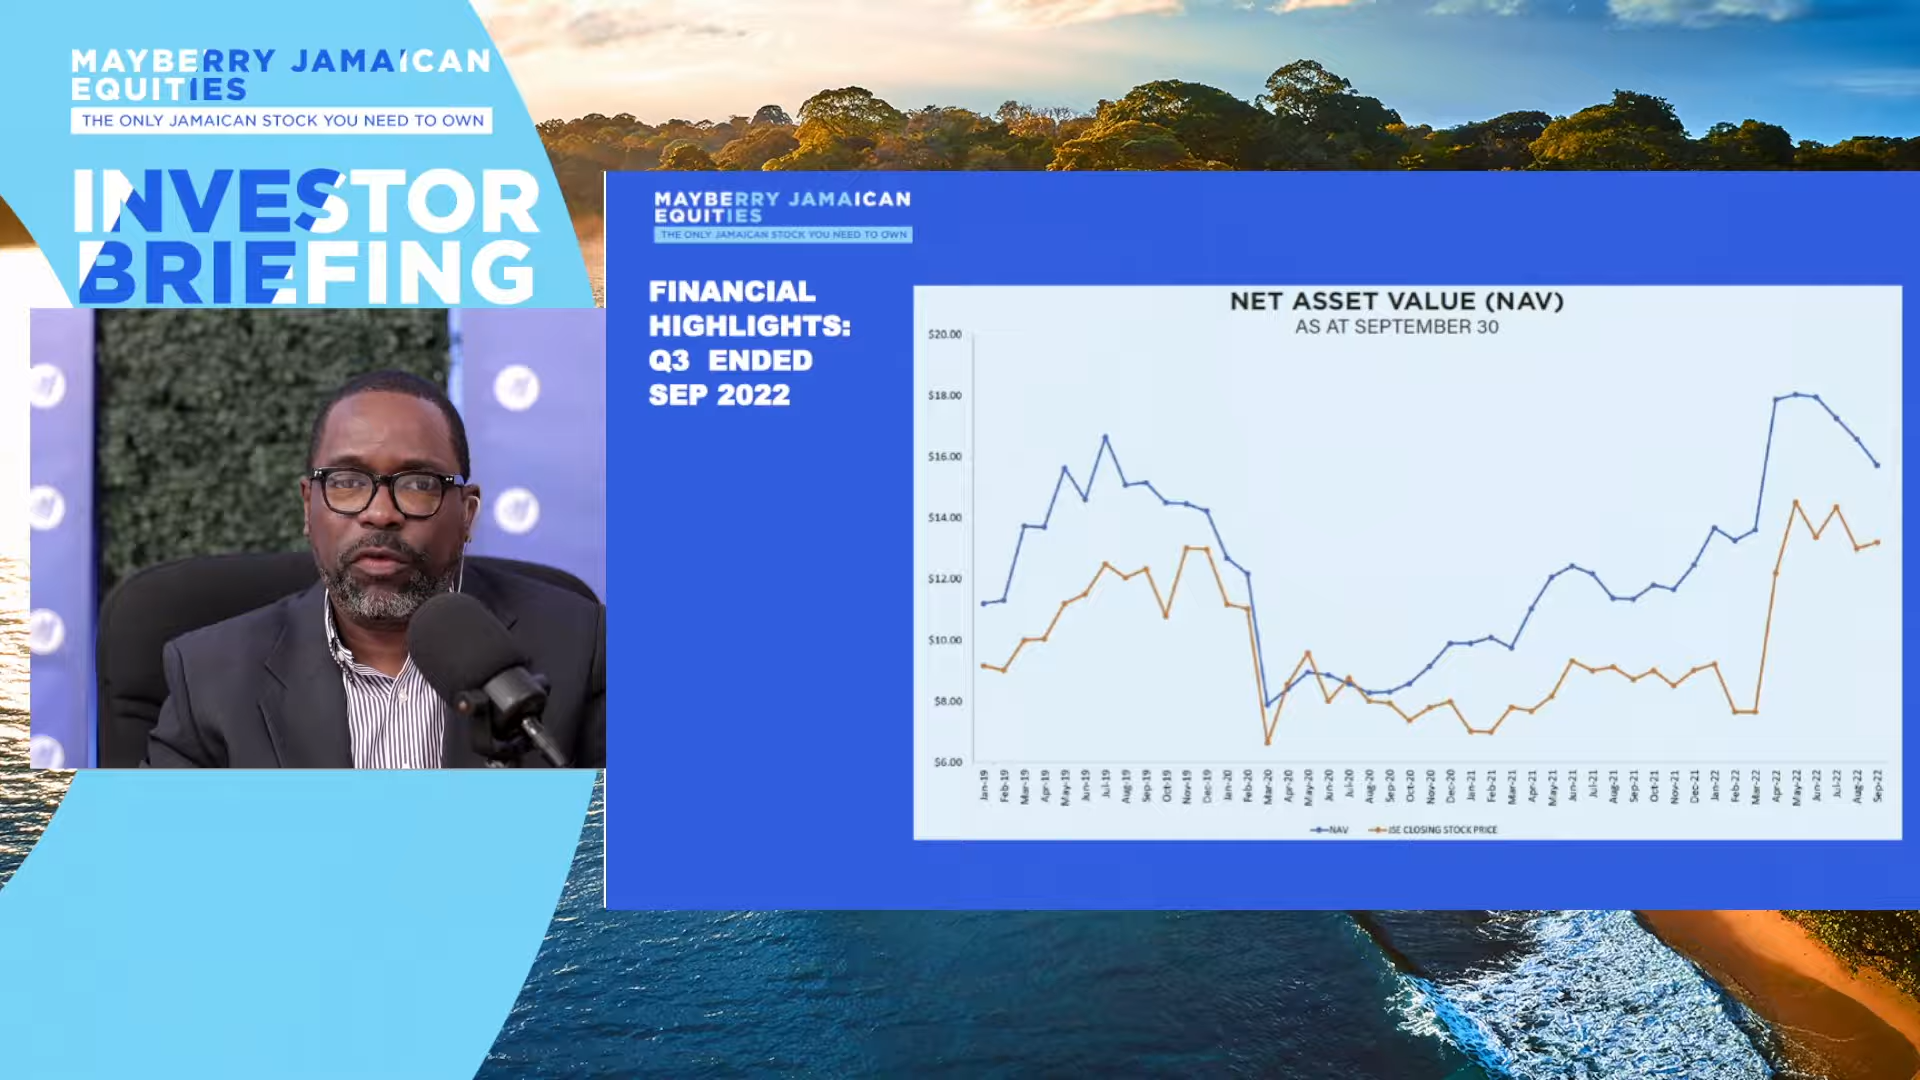 MAYBERRY JAMAICAN
EQUITIES
THE ONLY JAMAICAN STOCK YOU NEED TO OWN
INVESTOR
BRIEFING
MAYBERRY JAMAICAN
EQUITIES
THE ONLY JAMAICAN STOCK YOU NEED TO OWN
FINANCIAL
HIGHLIGHTS:
Q3 ENDED
SEP 2022
NET ASSET VALUE (NAV)
AS AT SEPTEMBER 30
$20.00
$18.00
$16.00
$14.00
$12.00
$10.00
$8.00
$6.00
Jan-19
Feb-19
Mar-19
Apr-19
May-19
Jun-19
Jul-19
Aug-19
Sep-19
Oct-19
Nov-19
Dec-19
Jan-20
Feb-20
Mar-20
Apr-20
May-20
Jun-20
Jul-20
Aug-20
Sep-20
Oct-20
Nov-20
Dec-20
Jan-21
Feb-21
Mar-21
Apr-21
May-21
Jun-21
Jul-21
Aug-21
Sep-21
Oct-21
Nov-21
Dec-21
Jan-22
Feb-22
Mar-22
Apr-22
May-22
Jun-22
Jul-22
Aug-22
Sep-22
NAV
JSE CLOSING STOCK PRICE